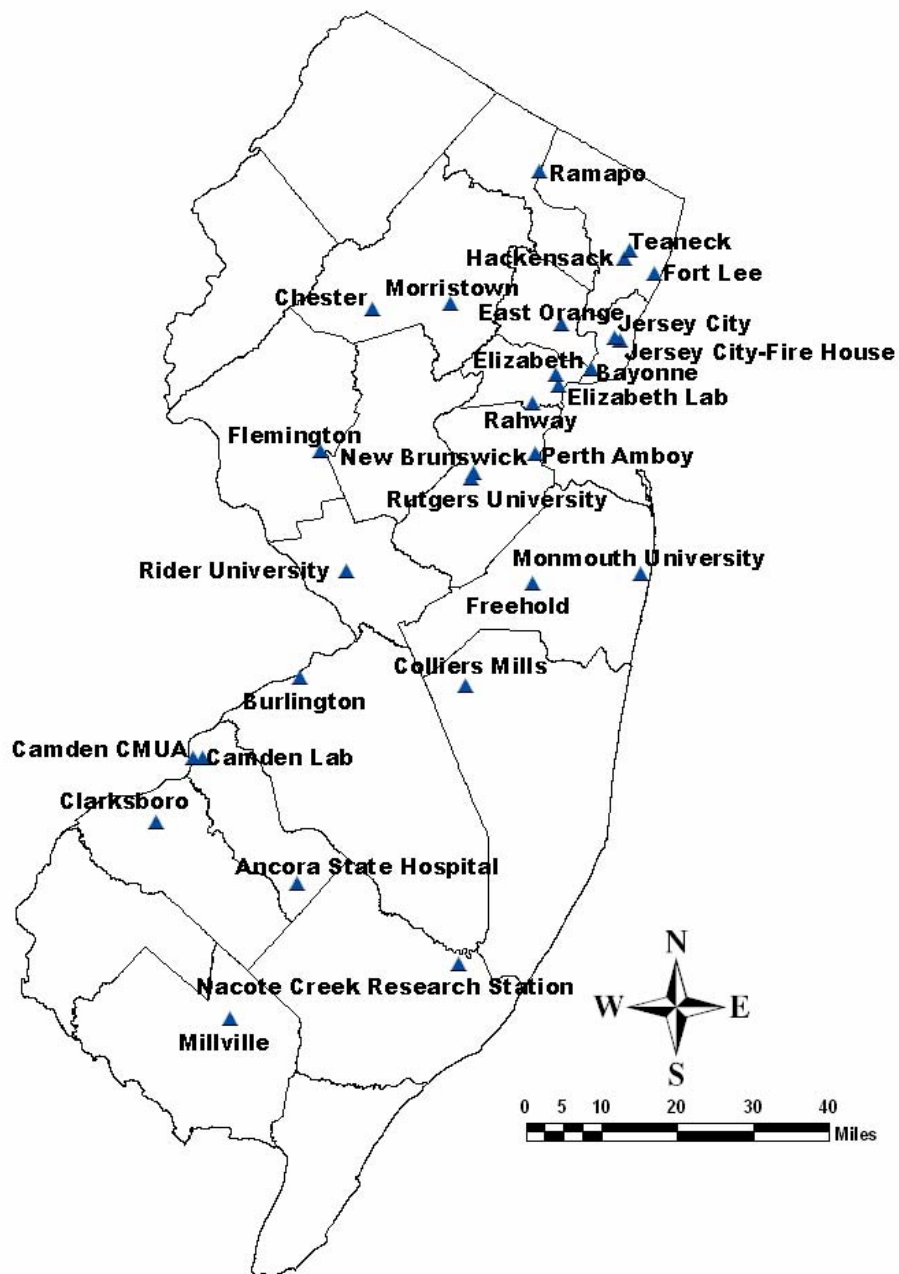 Ramapo
Teaneck
Hackensack
Fort Lee
Morristown
Chester
East Orange
Jersey City
Jersey City-Fire House
Elizabeth
Bayonne
Elizabeth Lab
Rahway
Flemington
New Brunswick
Perth Amboy
Rutgers University
Monmouth University
Rider University
Freehold
Colliers Mills
Burlington
Camden CMUA
Camden Lab
Clarksboro
Ancora State Hospital
Nacote Creek Research Station
Millville
N
W
E
S
0 5 10 20 30 40
Miles